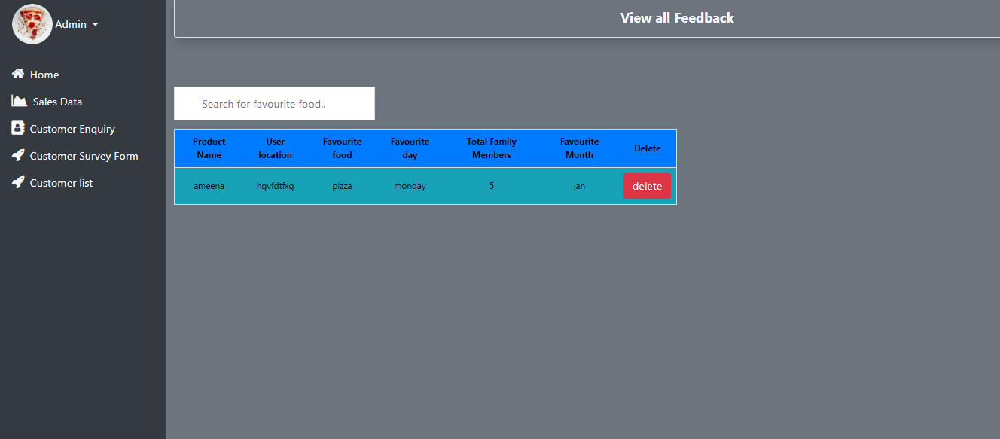 Admin
View all Feedback
Home
Sales Data
Customer Enquiry
Customer Survey Form
Customer list
Search for favourite food..
Product Name User location Favourite food Favourite day Total Family Members Favourite Month Delete
ameena hgvfdtfxg pizza monday 5 jan delete